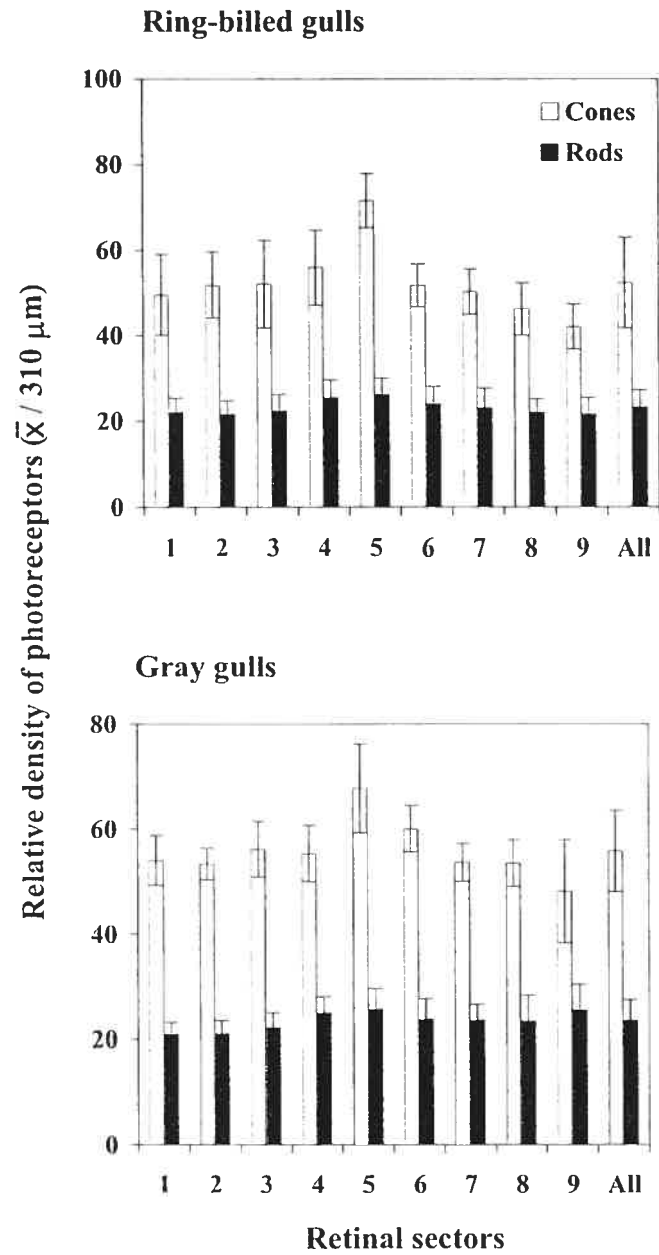 Ring-billed gulls
100
80
60
40
20
0
Cones
Rods
1 2 3 4 5 6 7 8 9 All
Relative density of photoreceptors (x̄ / 310 µm)
Gray gulls
80
60
40
20
0
1 2 3 4 5 6 7 8 9 All
Retinal sectors